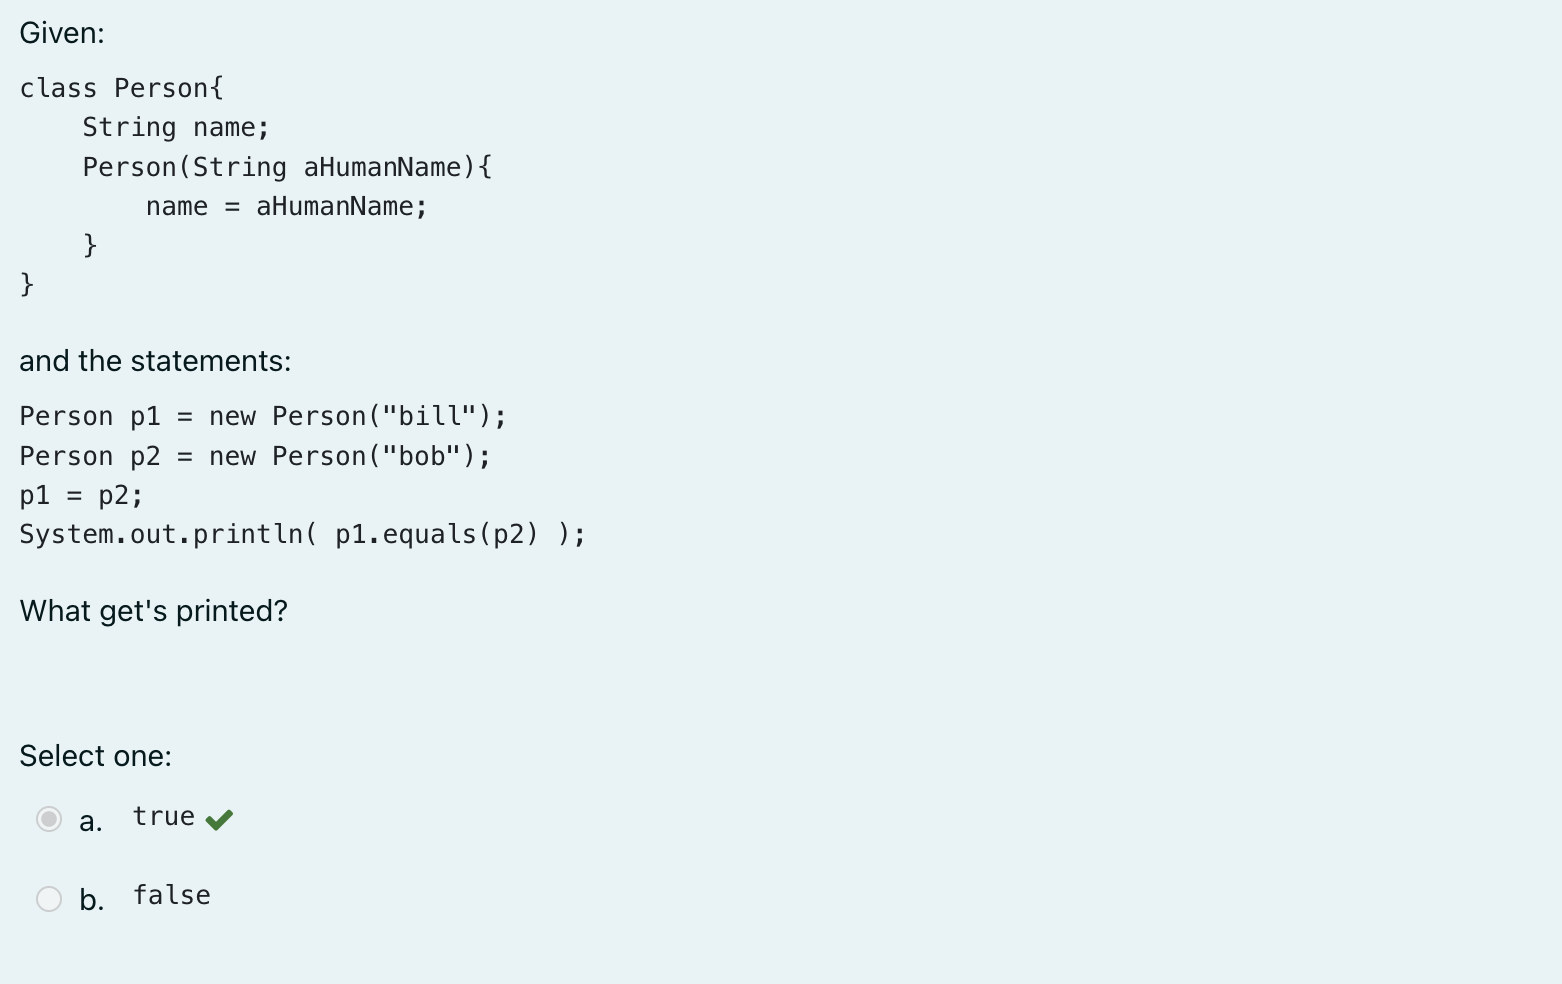 Given:
class Person{
    String name;
    Person(String aHumanName){
        name = aHumanName;
    }
}
and the statements:
Person p1 = new Person("bill");
Person p2 = new Person("bob");
p1 = p2;
System.out.println( p1.equals(p2) );
What get's printed?
Select one:
a. true
b. false